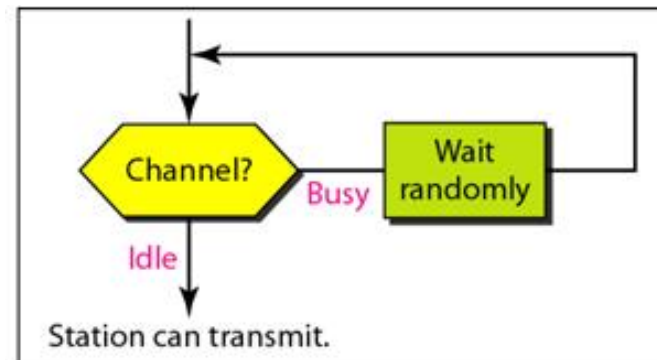 Channel?
Busy
Wait
randomly
Idle
Station can transmit.